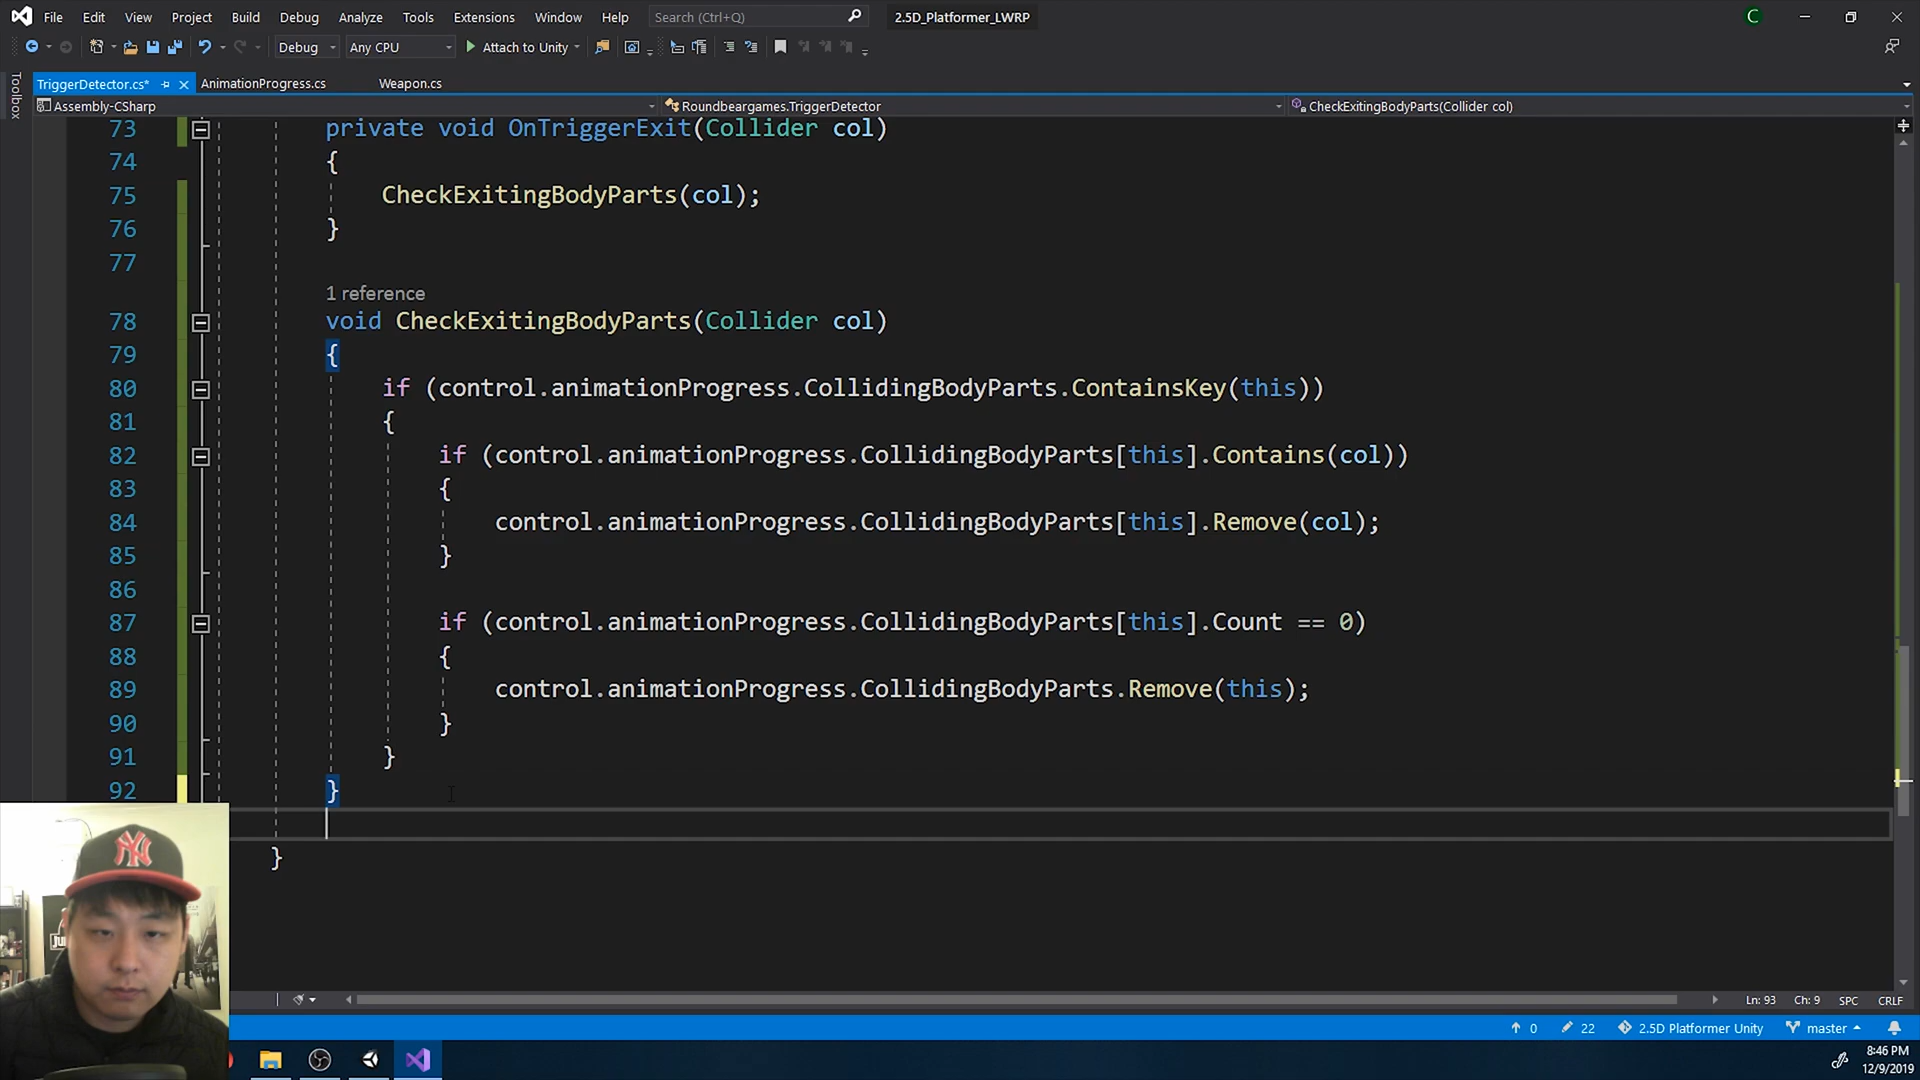 File Edit View Project Build Debug Analyze Tools Extensions Window Help Search (Ctrl+Q) 2.5D_Platformer_LWRP C
Debug Any CPU Attach to Unity
TriggerDetector.cs* AnimationProgress.cs Weapon.cs
Assembly-CSharp Roundbeargames.TriggerDetector CheckExitingBodyParts(Collider col)
Toolbox
73 private void OnTriggerExit(Collider col)
74 {
75 CheckExitingBodyParts(col);
76 }
77
1 reference
78 void CheckExitingBodyParts(Collider col)
79 {
80 if (control.animationProgress.CollidingBodyParts.ContainsKey(this))
81 {
82 if (control.animationProgress.CollidingBodyParts[this].Contains(col))
83 {
84 control.animationProgress.CollidingBodyParts[this].Remove(col);
85 }
86
87 if (control.animationProgress.CollidingBodyParts[this].Count == 0)
88 {
89 control.animationProgress.CollidingBodyParts.Remove(this);
90 }
91 }
92 }
}
Ln: 93 Ch: 9 SPC CRLF
0 22 2.5D Platformer Unity master
8:46 PM
12/9/2019